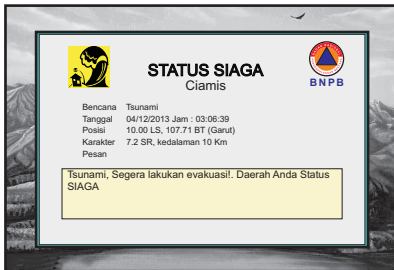 STATUS SIAGA
Ciamis
BNPB
Bencana Tsunami
Tanggal 04/12/2013 Jam : 03:06:39
Posisi 10.00 LS, 107.71 BT (Garut)
Karakter 7.2 SR, kedalaman 10 Km
Pesan
Tsunami, Segera lakukan evakuasi!. Daerah Anda Status
SIAGA